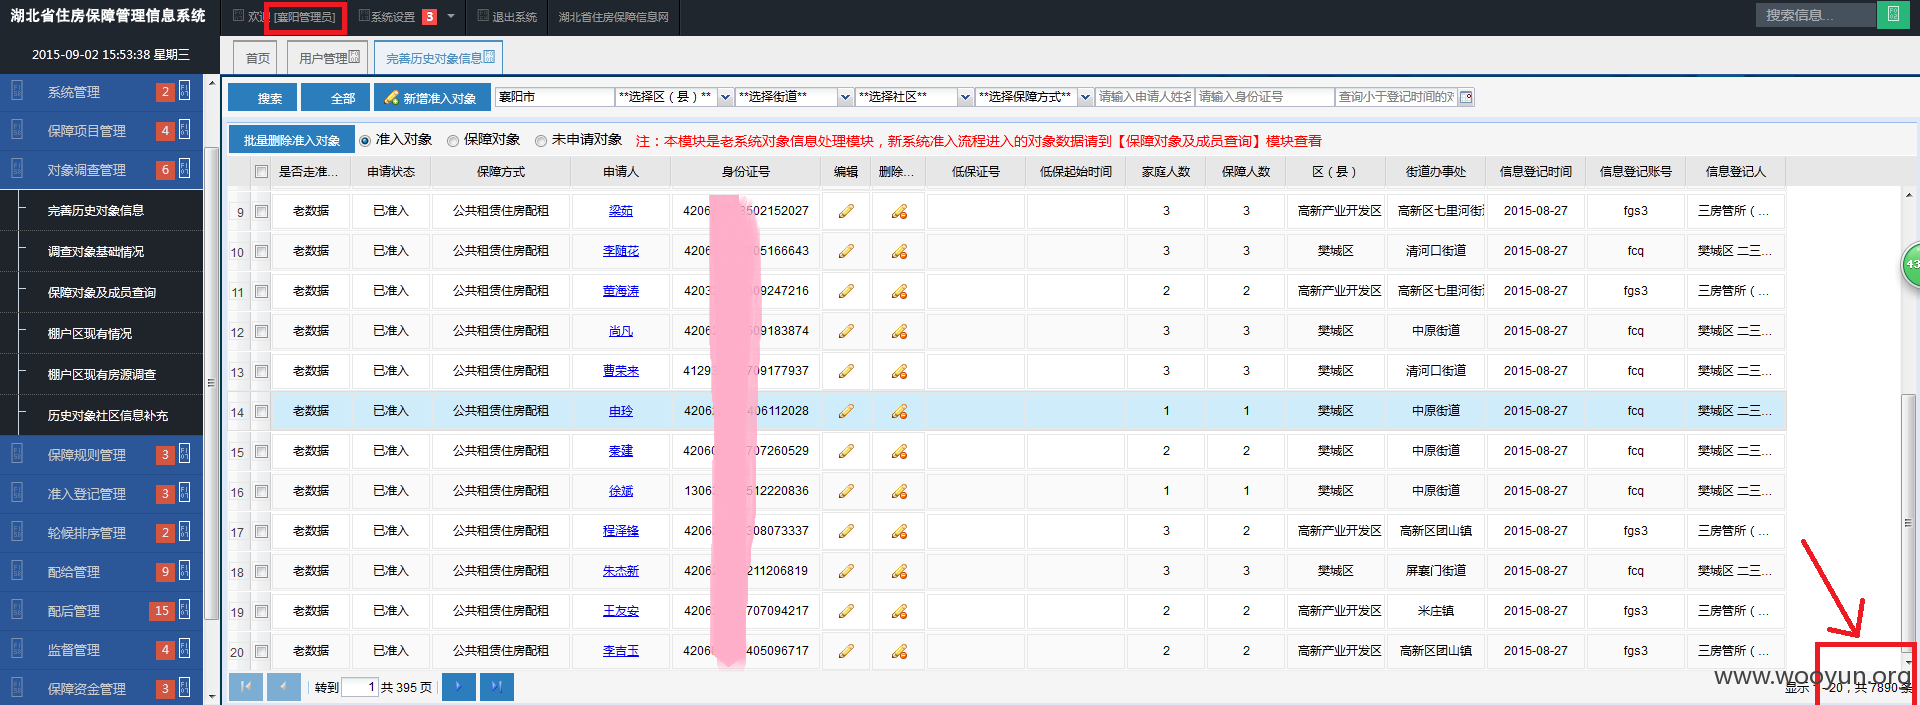 湖北省住房保障管理信息系统
2015-09-02 15:53:38 星期三
欢迎 [襄阳管理员] 系统设置 3 退出系统 湖北省住房保障信息网 搜索信息...
首页 用户管理 完善历史对象信息
系统管理 2
保障项目管理 4
对象调查管理 6
完善历史对象信息
调查对象基础情况
保障对象及成员查询
棚户区现有情况
棚户区现有房源调查
历史对象社区信息补充
保障规则管理 3
准入登记管理 3
轮候排序管理 2
配给管理 9
配后管理 15
监督管理 4
保障资金管理 3
搜索 全部 新增准入对象 襄阳市 **选择区（县）** **选择街道** **选择社区** **选择保障方式** 请输入申请人姓名 请输入身份证号 查询小于登记时间的
批量删除准入对象 准入对象 保障对象 未申请对象 注：本模块是老系统对象信息处理模块，新系统准入流程进入的对象数据请到【保障对象及成员查询】模块查看
是否走准... 申请状态 保障方式 申请人 身份证号 编辑 删除... 低保证号 低保起始时间 家庭人数 保障人数 区（县） 街道办事处 信息登记时间 信息登记账号 信息登记人
9 老数据 已准入 公共租赁住房配租 梁茹 4206 3502152027 3 3 高新产业开发区 高新区七里河街 2015-08-27 fgs3 三房管所（...
10 老数据 已准入 公共租赁住房配租 李随花 4206 05166643 3 3 樊城区 清河口街道 2015-08-27 fcq 樊城区 二三...
11 老数据 已准入 公共租赁住房配租 董海涛 4203 09247216 2 2 高新产业开发区 高新区七里河街 2015-08-27 fgs3 三房管所（...
12 老数据 已准入 公共租赁住房配租 尚凡 4206 509183874 3 3 樊城区 中原街道 2015-08-27 fcq 樊城区 二三...
13 老数据 已准入 公共租赁住房配租 曹荣来 4129 709177937 3 3 樊城区 清河口街道 2015-08-27 fcq 樊城区 二三...
14 老数据 已准入 公共租赁住房配租 申玲 4206 406112028 1 1 樊城区 中原街道 2015-08-27 fcq 樊城区 二三...
15 老数据 已准入 公共租赁住房配租 秦建 4206 707260529 2 2 樊城区 中原街道 2015-08-27 fcq 樊城区 二三...
16 老数据 已准入 公共租赁住房配租 徐斌 1306 512220836 1 1 樊城区 中原街道 2015-08-27 fcq 樊城区 二三...
17 老数据 已准入 公共租赁住房配租 程泽锋 4206 308073337 3 2 高新产业开发区 高新区团山镇 2015-08-27 fgs3 三房管所（...
18 老数据 已准入 公共租赁住房配租 朱杰新 4206 211206819 3 3 樊城区 屏襄门街道 2015-08-27 fcq 樊城区 二三...
19 老数据 已准入 公共租赁住房配租 王友安 4206 707094217 2 2 高新产业开发区 米庄镇 2015-08-27 fgs3 三房管所（...
20 老数据 已准入 公共租赁住房配租 李吉玉 4206 405096717 2 2 高新产业开发区 高新区团山镇 2015-08-27 fgs3 三房管所（...
转到 1 共 395 页 显示 20，共 7890 条
www.wooyun.org
43